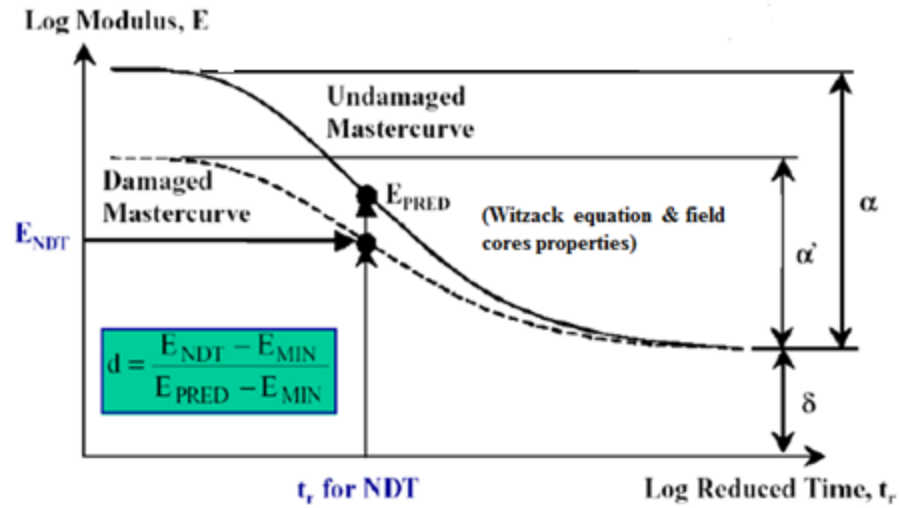 Log Modulus, E
Undamaged
Mastercurve
Damaged
Mastercurve
E_PRED
(Witzack equation & field
cores properties)
E_NDT
α
α'
d = (E_NDT − E_MIN) / (E_PRED − E_MIN)
δ
t_r for NDT
Log Reduced Time, t_r